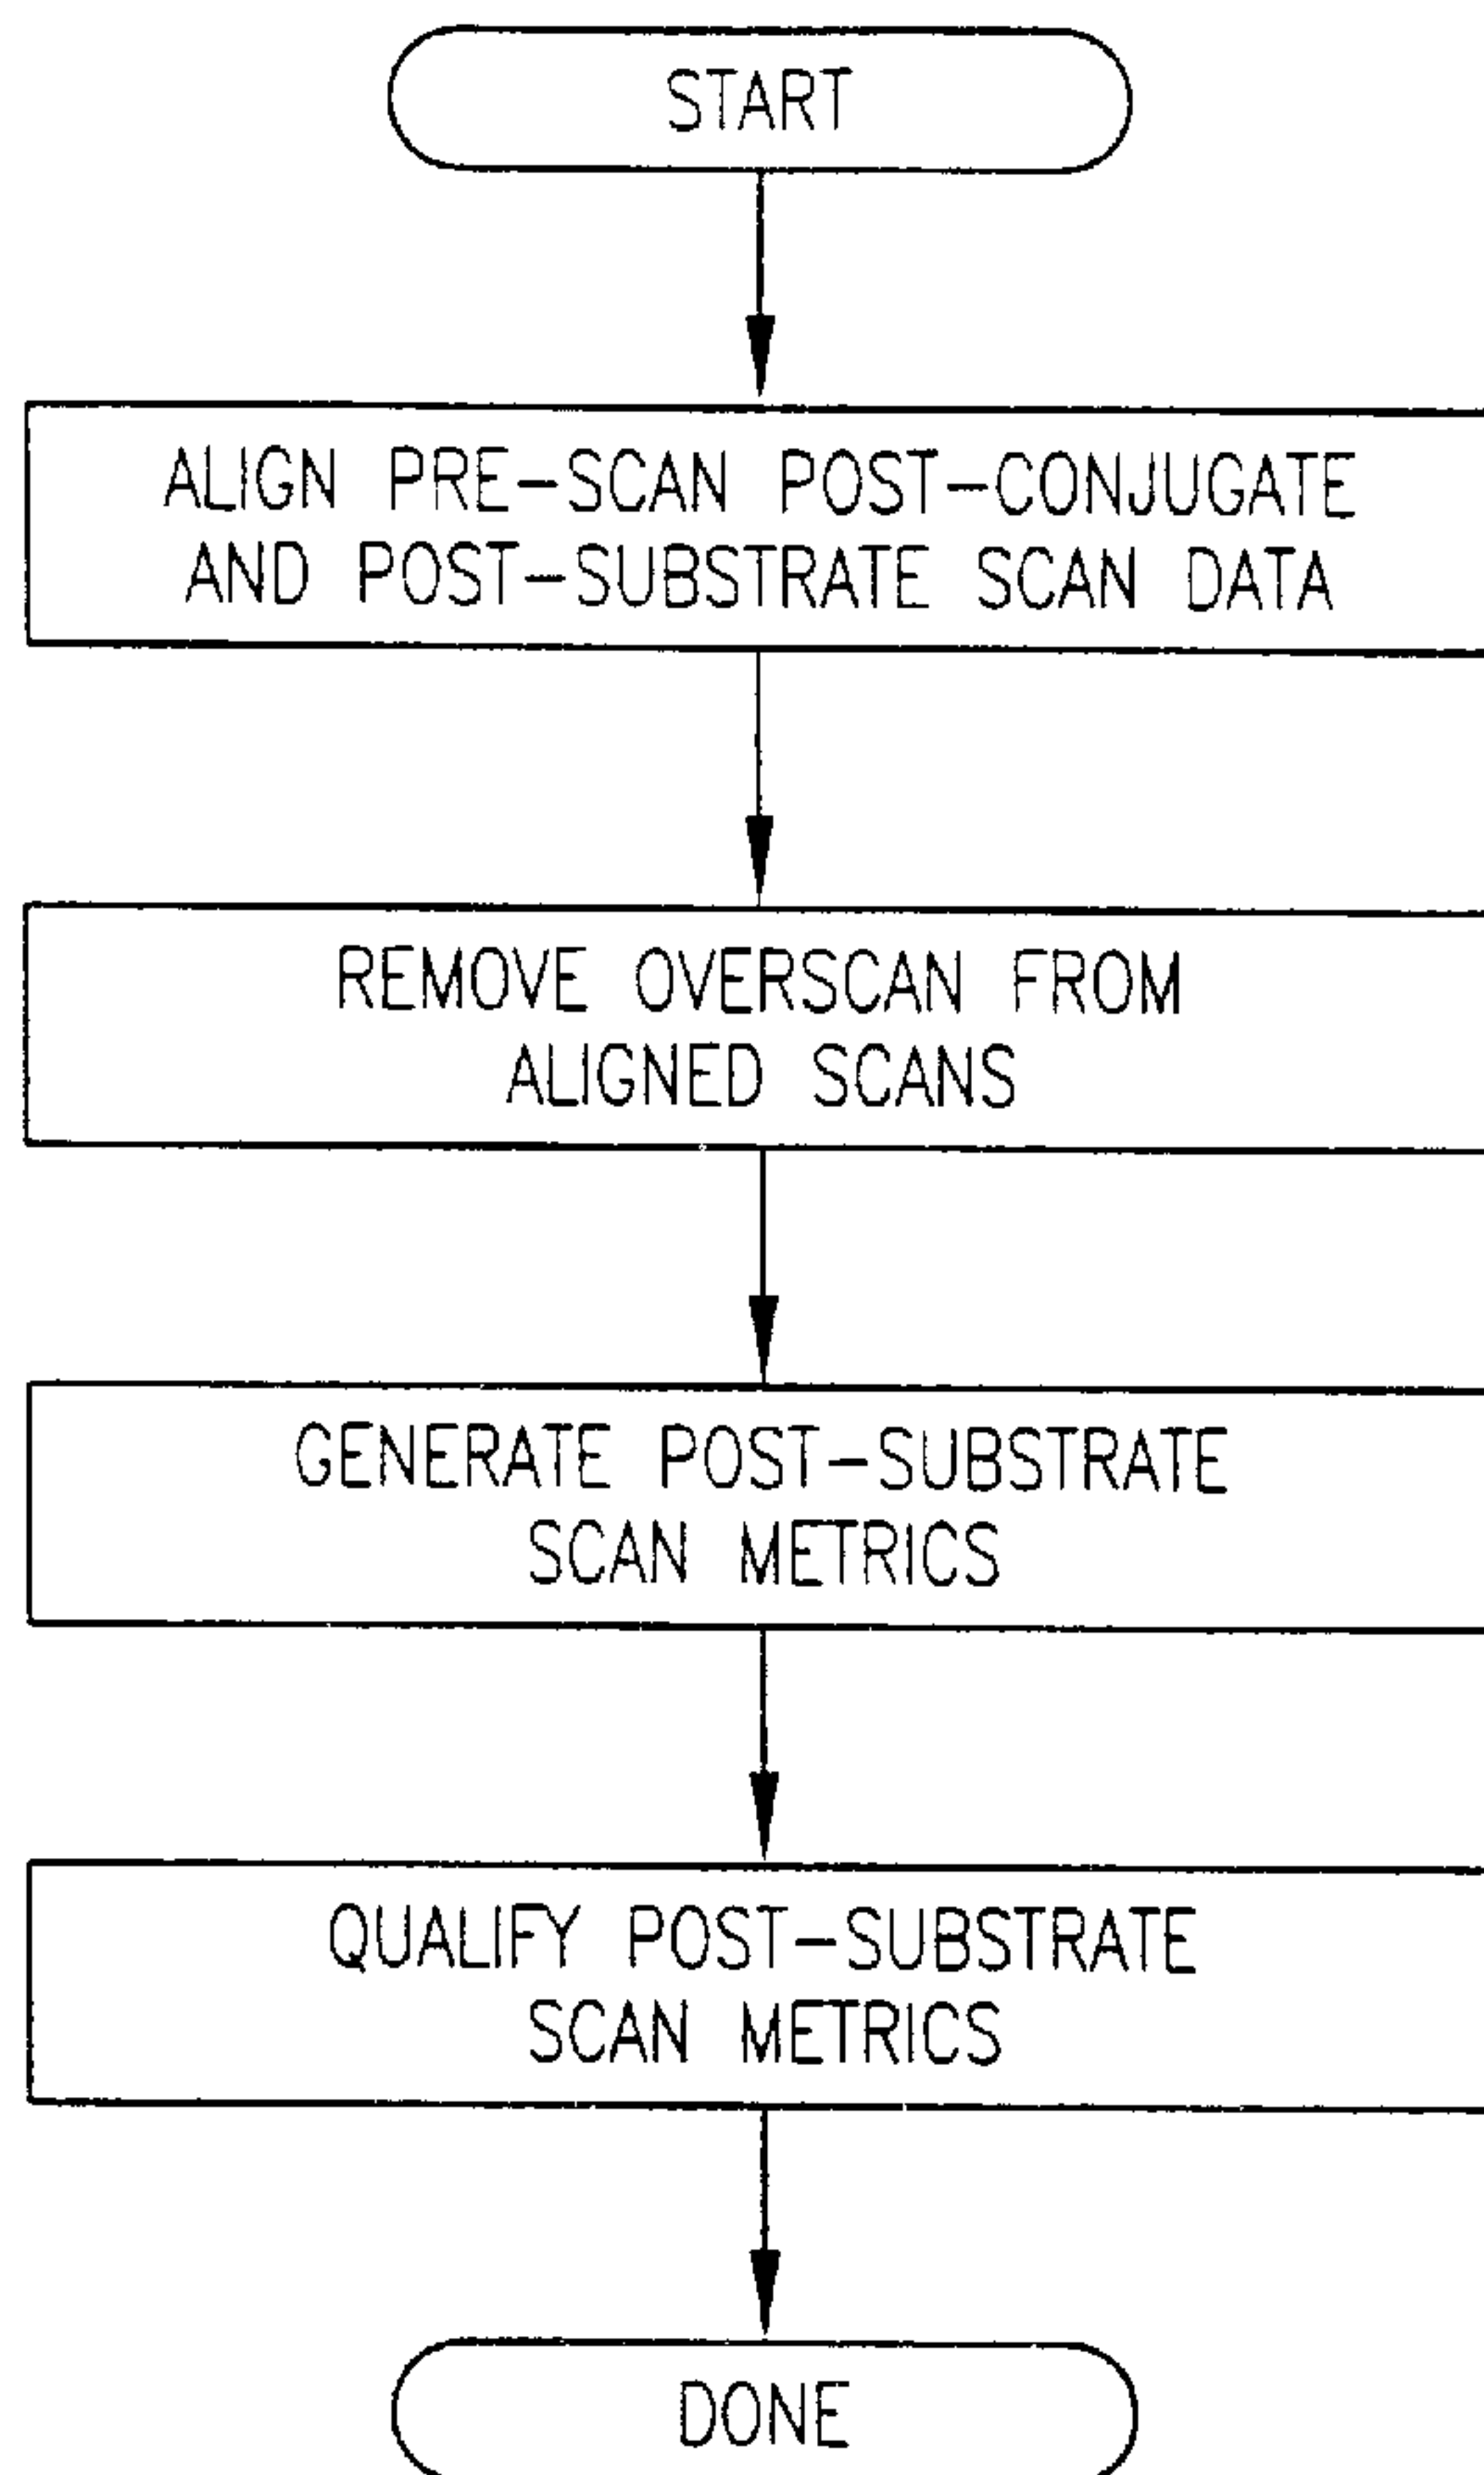 START
ALIGN PRE-SCAN POST-CONJUGATE
AND POST-SUBSTRATE SCAN DATA
REMOVE OVERSCAN FROM
ALIGNED SCANS
GENERATE POST-SUBSTRATE
SCAN METRICS
QUALIFY POST-SUBSTRATE
SCAN METRICS
DONE